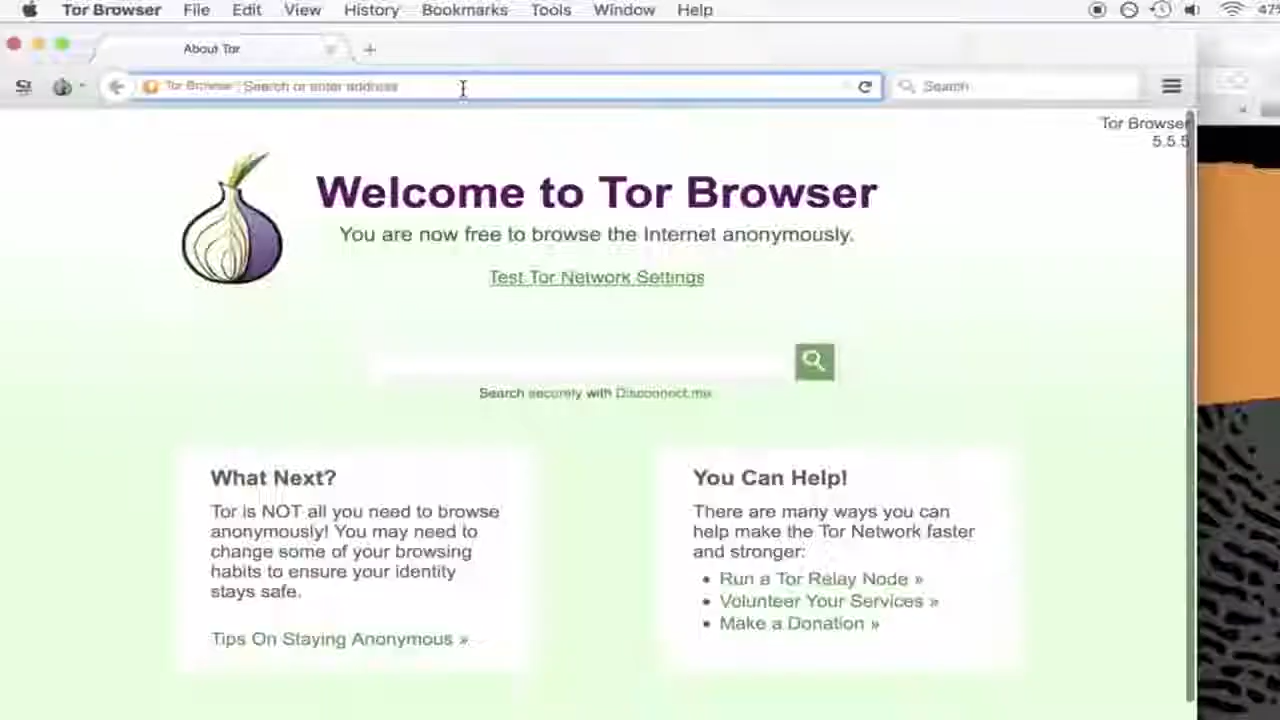 Tor Browser File Edit View History Bookmarks Tools Window Help 47%
About Tor
Tor Browser Search or enter address Search
Tor Browser
5.5.5
Welcome to Tor Browser
You are now free to browse the Internet anonymously.
Test Tor Network Settings
Search securely with Disconnect.me.
What Next?
Tor is NOT all you need to browse
anonymously! You may need to
change some of your browsing
habits to ensure your identity
stays safe.
Tips On Staying Anonymous »
You Can Help!
There are many ways you can
help make the Tor Network faster
and stronger:
• Run a Tor Relay Node »
• Volunteer Your Services »
• Make a Donation »